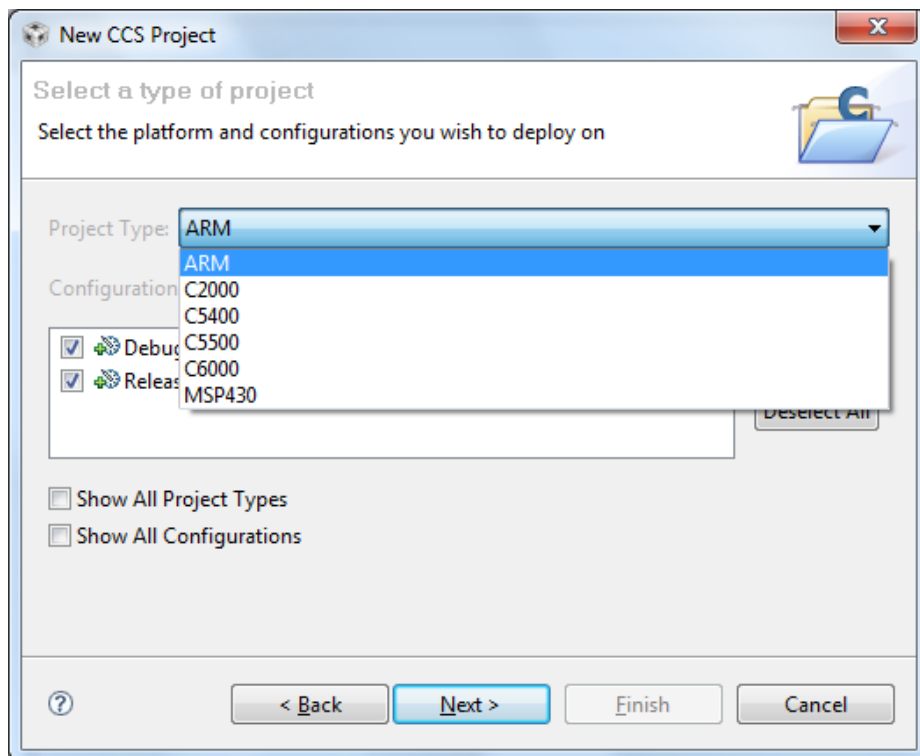 New CCS Project
x
Select a type of project
Select the platform and configurations you wish to deploy on
C
Project Type: ARM
ARM
Configuration
C2000
C5400
C5500
Debug
C6000
Releas
MSP430
Deselect All
Show All Project Types
Show All Configurations
?
< Back
Next >
Finish
Cancel